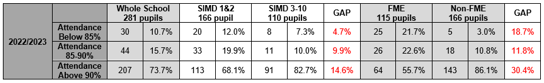 2022/2023 Whole School 281 pupils SIMD 1&2 166 pupil SIMD 3-10 110 pupils GAP FME 115 pupils Non-FME 166 pupils GAP
Attendance Below 85% 30 10.7% 20 12.0% 8 7.3% 4.7% 25 21.7% 5 3.0% 18.7%
Attendance 85-90% 44 15.7% 33 19.9% 11 10.0% 9.9% 26 22.6% 18 10.8% 11.8%
Attendance Above 90% 207 73.7% 113 68.1% 91 82.7% 14.6% 64 55.7% 143 86.1% 30.4%